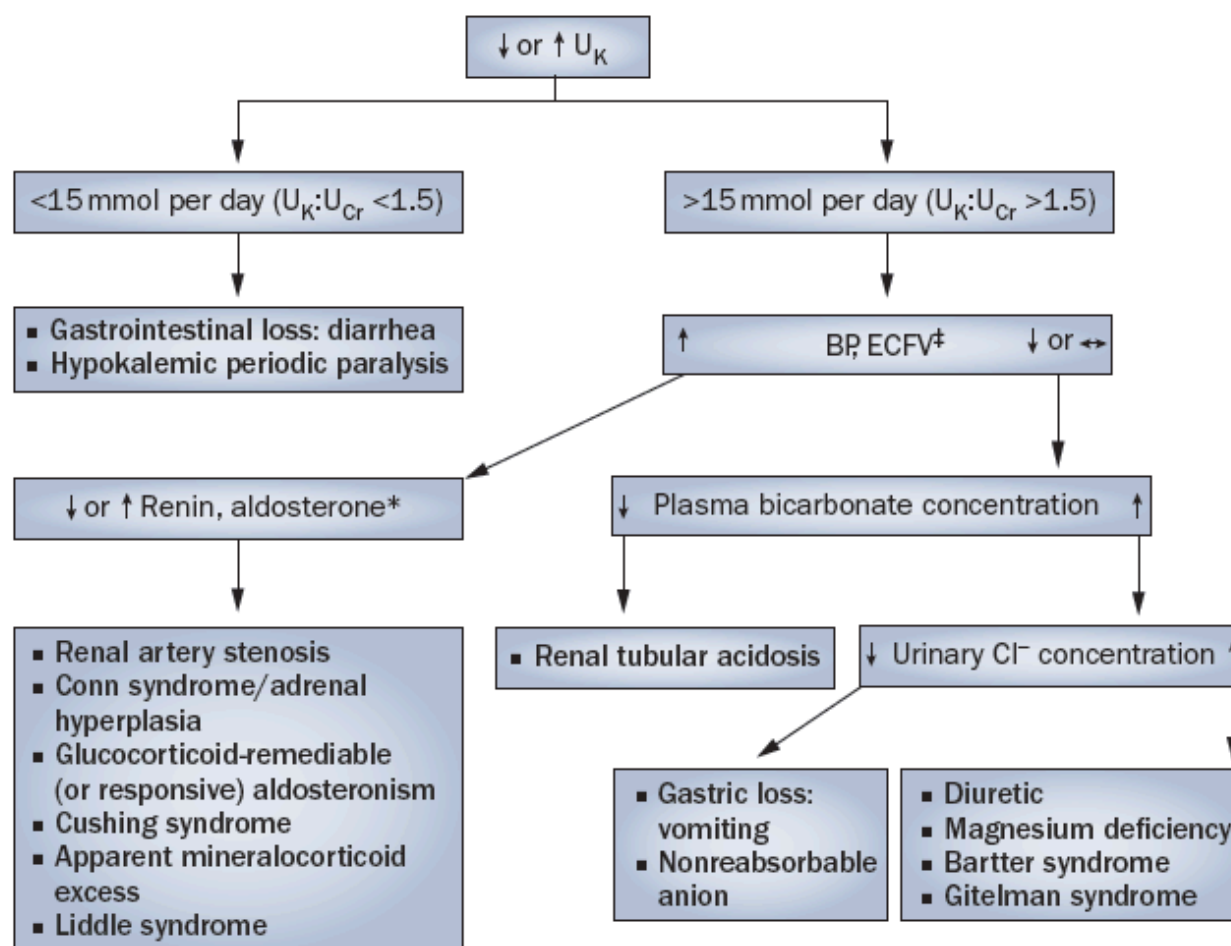 ↓ or ↑ U_K
<15 mmol per day (U_K:U_Cr <1.5)
>15 mmol per day (U_K:U_Cr >1.5)
▪ Gastrointestinal loss: diarrhea
▪ Hypokalemic periodic paralysis
↑ BP, ECFV‡ ↓ or ↔
↓ or ↑ Renin, aldosterone*
↓ Plasma bicarbonate concentration ↑
▪ Renal artery stenosis
▪ Conn syndrome/adrenal
hyperplasia
▪ Glucocorticoid-remediable
(or responsive) aldosteronism
▪ Cushing syndrome
▪ Apparent mineralocorticoid
excess
▪ Liddle syndrome
▪ Renal tubular acidosis
↓ Urinary Cl⁻ concentration
▪ Gastric loss:
vomiting
▪ Nonreabsorbable
anion
▪ Diuretic
▪ Magnesium deficiency
▪ Bartter syndrome
▪ Gitelman syndrome